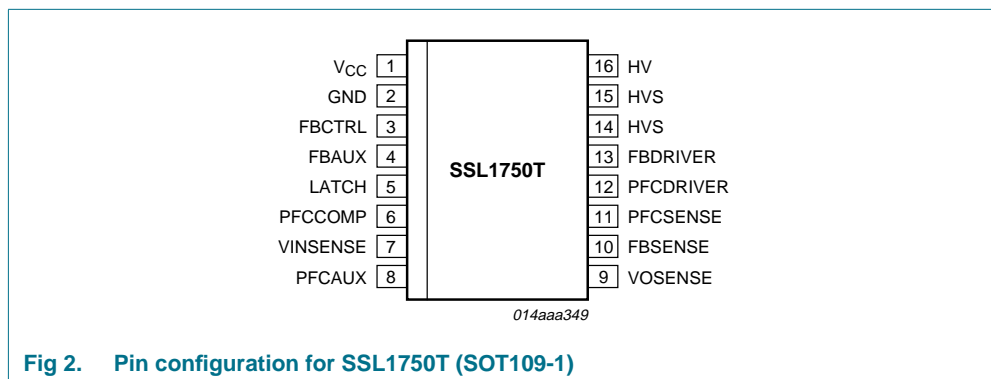 VCC 1
GND 2
FBCTRL 3
FBAUX 4
LATCH 5
PFCCOMP 6
VINSENSE 7
PFCAUX 8
SSL1750T
16 HV
15 HVS
14 HVS
13 FBDRIVER
12 PFCDRIVER
11 PFCSENSE
10 FBSENSE
9 VOSENSE
014aaa349
Fig 2. Pin configuration for SSL1750T (SOT109-1)